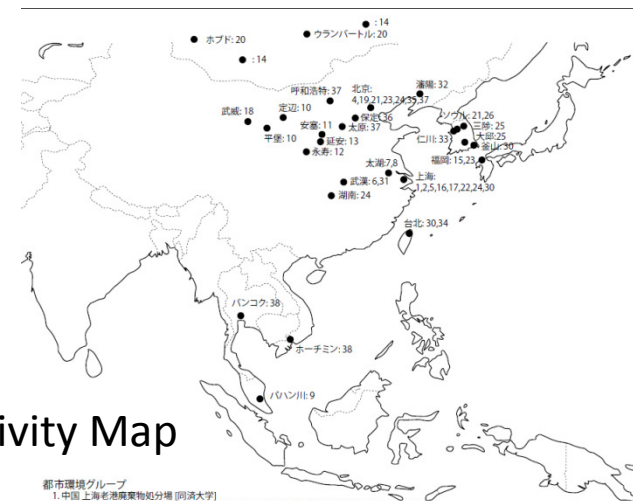 : 14
ホブド: 20
ウランバートル: 20
: 14
呼和浩特: 37
北京:
4,19,21,23,24,35,37
瀋陽: 32
武威: 18
定辺: 10
保定: 36
ソウル: 21,26
安塞: 11
太原: 37
三陟: 25
平堡: 10
延安: 13
仁川: 33
大邱: 25
永寿: 12
釜山: 30
太湖: 7,8
福岡: 15,23
上海:
1,2,5,16,17,22,24,30
武漢: 6,31
湖南: 24
台北: 30,34
バンコク: 38
ホーチミン: 38
パハン川: 9
ivity Map
都市環境グループ
1. 中国 上海老港廃棄物処分場 [同済大学]